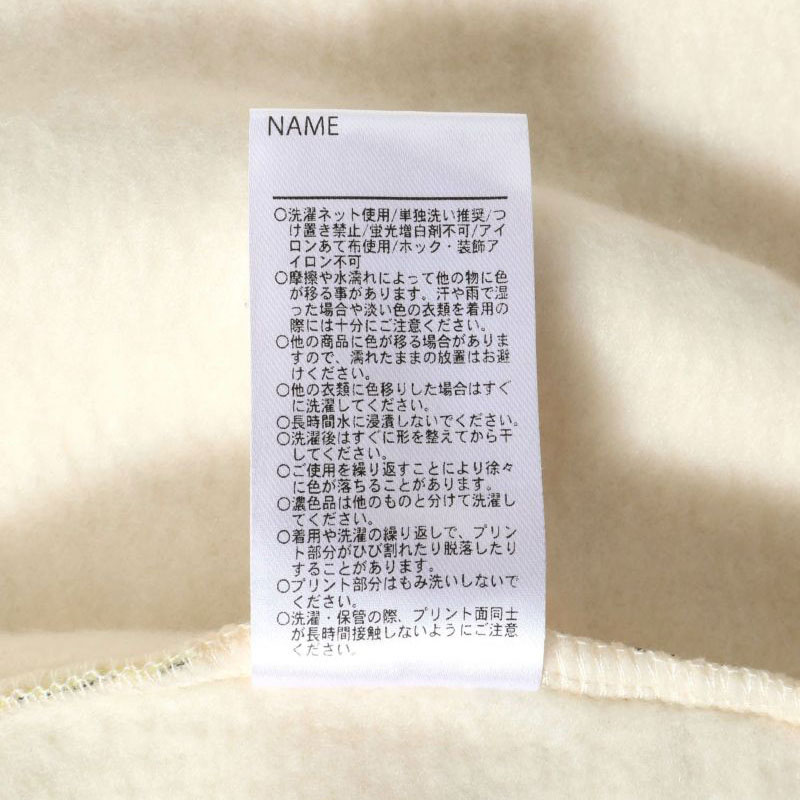 NAME
○洗濯ネット使用/単独洗い推奨/つ
け置き禁止/蛍光増白剤不可/アイ
ロンあて布使用/ホック・装飾ア
イロン不可
○摩擦や水濡れによって他の物に色
が移る事があります。汗や雨で湿
った場合や淡い色の衣類を着用の
際には十分にご注意ください。
○他の商品に色が移る場合がありま
すので、濡れたままの放置はお避
けください。
○他の衣類に色移りした場合はすぐ
に洗濯してください。
○長時間水に浸漬しないでください。
○洗濯後はすぐに形を整えてから干
してください。
○ご使用を繰り返すことにより徐々
に色が落ちることがあります。
○濃色品は他のものと分けて洗濯し
てください。
○着用や洗濯の繰り返しで、プリン
ト部分がひび割れたり脱落したり
することがあります。
○プリント部分はもみ洗いしないで
ください。
○洗濯・保管の際、プリント面同士
が長時間接触しないようにご注意
ください。